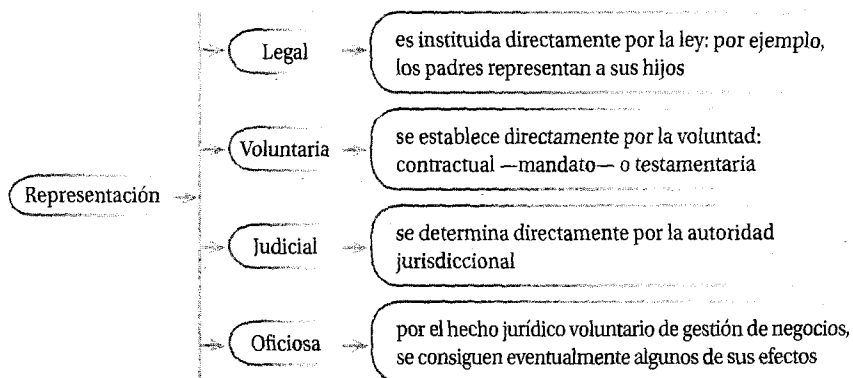 Representación
Legal
es instituida directamente por la ley: por ejemplo,
los padres representan a sus hijos
Voluntaria
se establece directamente por la voluntad:
contractual —mandato— o testamentaria
Judicial
se determina directamente por la autoridad
jurisdiccional
Oficiosa
por el hecho jurídico voluntario de gestión de negocios,
se consiguen eventualmente algunos de sus efectos